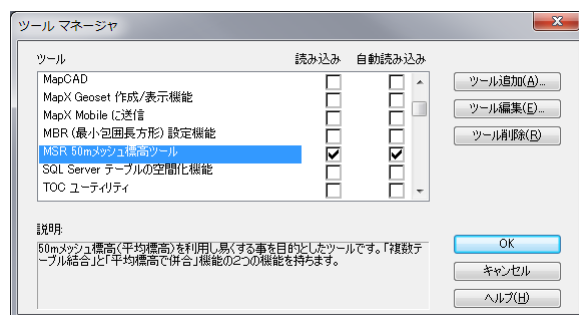 ツール マネージャ
ツール 読み込み 自動読み込み
MapCAD
MapX Geoset 作成/表示機能
MapX Mobile に送信
MBR (最小包囲長方形) 設定機能
MSR 50mメッシュ標高ツール
SQL Server テーブルの空間化機能
TOC ユーティリティ
ツール追加(A)...
ツール編集(E)...
ツール削除(R)
説明:
50mメッシュ標高(平均標高)を利用し易くする事を目的としたツールです。「複数テ
ーブル結合」と「平均標高で併合」機能の2つの機能を持ちます。
OK
キャンセル
ヘルプ(H)